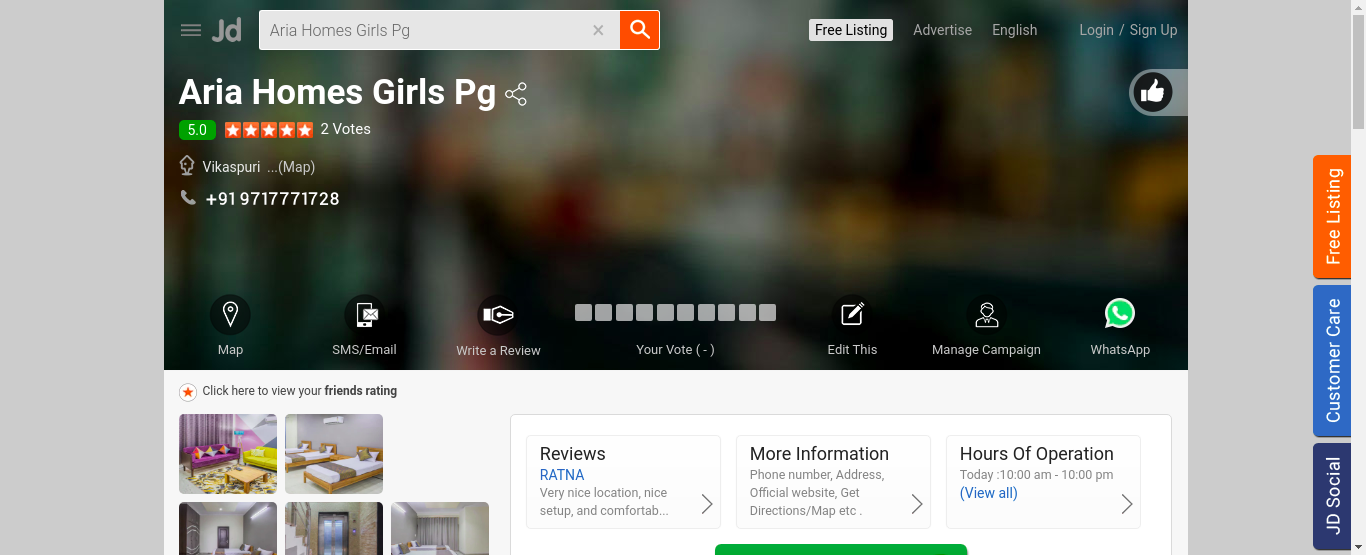 Jd
Aria Homes Girls Pg
Free Listing
Advertise
English
Login / Sign Up
Aria Homes Girls Pg
5.0
2 Votes
Vikaspuri ...(Map)
+91 9717771728
Map
SMS/Email
Write a Review
Your Vote ( - )
Edit This
Manage Campaign
WhatsApp
Click here to view your friends rating
Reviews
RATNA
Very nice location, nice
setup, and comfortab...
More Information
Phone number, Address,
Official website, Get
Directions/Map etc .
Hours Of Operation
Today :10:00 am - 10:00 pm
(View all)
Free Listing
Customer Care
JD Social